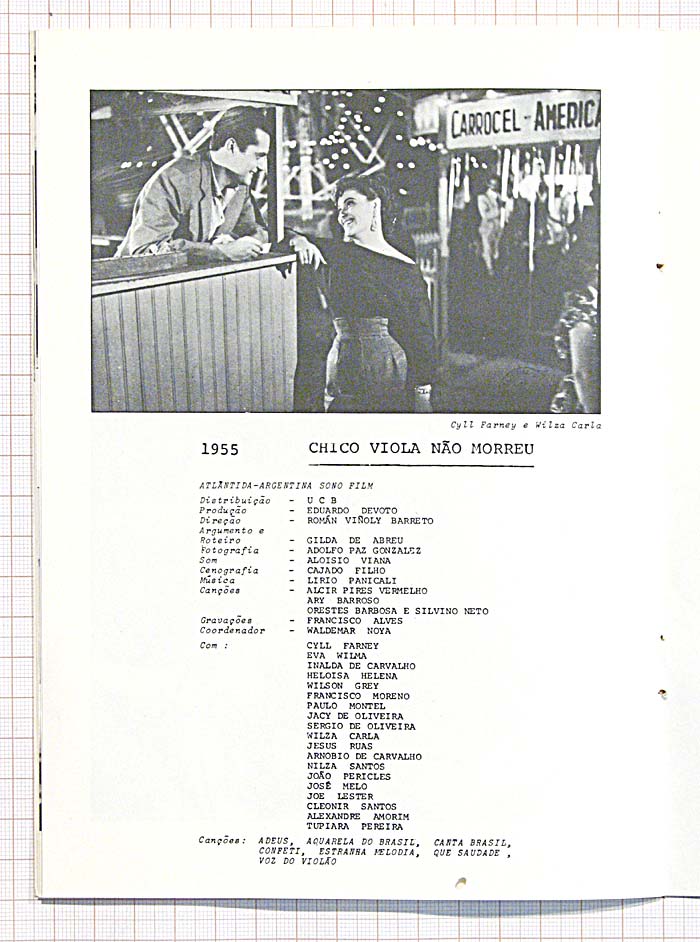 CARROCEL - AMERICA
Cyll Farney e Wilza Carla
1955 CHICO VIOLA NÃO MORREU
ATLÂNTIDA-ARGENTINA SONO FILM
Distribuição - U C B
Produção - EDUARDO DEVOTO
Direção - ROMÁN VIÑOLY BARRETO
Argumento e
Roteiro - GILDA DE ABREU
Fotografia - ADOLFO PAZ GONZALEZ
Som - ALOISIO VIANA
Cenografia - CAJADO FILHO
Música - LIRIO PANICALI
Canções - ALCIR PIRES VERMELHO
ARY BARROSO
ORESTES BARBOSA E SILVINO NETO
Gravações - FRANCISCO ALVES
Coordenador - WALDEMAR NOYA
Com : CYLL FARNEY
EVA WILMA
INALDA DE CARVALHO
HELOISA HELENA
WILSON GREY
FRANCISCO MORENO
PAULO MONTEL
JACY DE OLIVEIRA
SERGIO DE OLIVEIRA
WILZA CARLA
JESUS RUAS
ARNOBIO DE CARVALHO
NILZA SANTOS
JOÃO PERICLES
JOSÉ MELO
JOE LESTER
CLEONIR SANTOS
ALEXANDRE AMORIM
TUPIARA PEREIRA
Canções: ADEUS, AQUARELA DO BRASIL, CANTA BRASIL,
CONFETI, ESTRANHA MELODIA, QUE SAUDADE ,
VOZ DO VIOLÃO